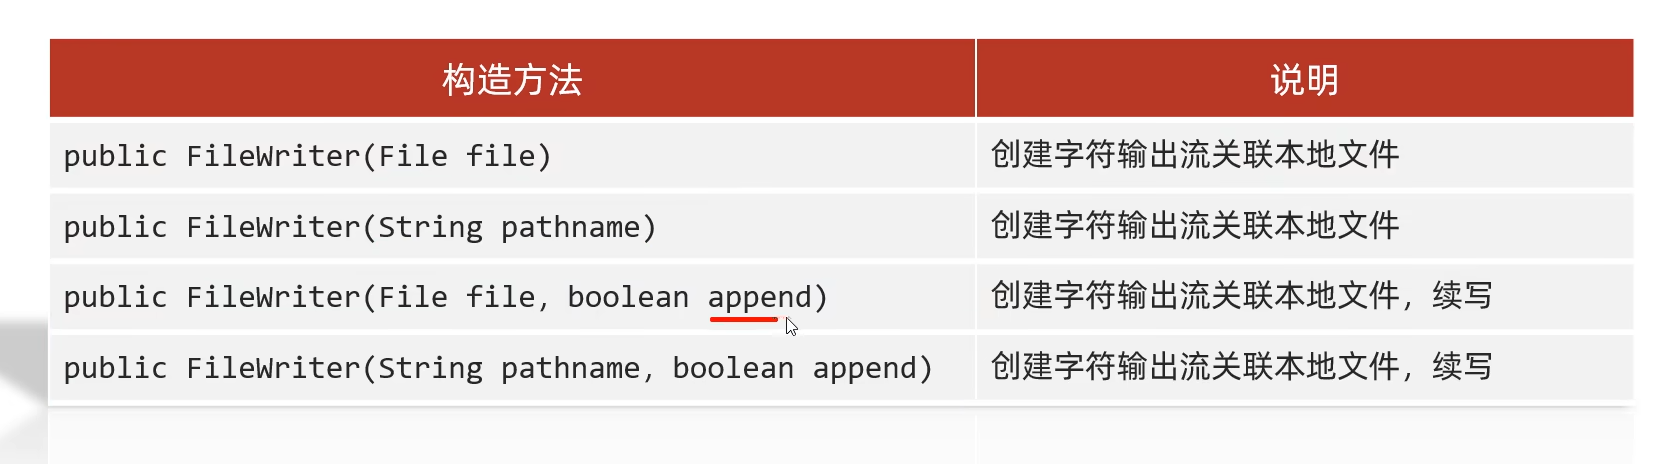 构造方法
说明
public FileWriter(File file)
创建字符输出流关联本地文件
public FileWriter(String pathname)
创建字符输出流关联本地文件
public FileWriter(File file, boolean append)
创建字符输出流关联本地文件，续写
public FileWriter(String pathname, boolean append)
创建字符输出流关联本地文件，续写